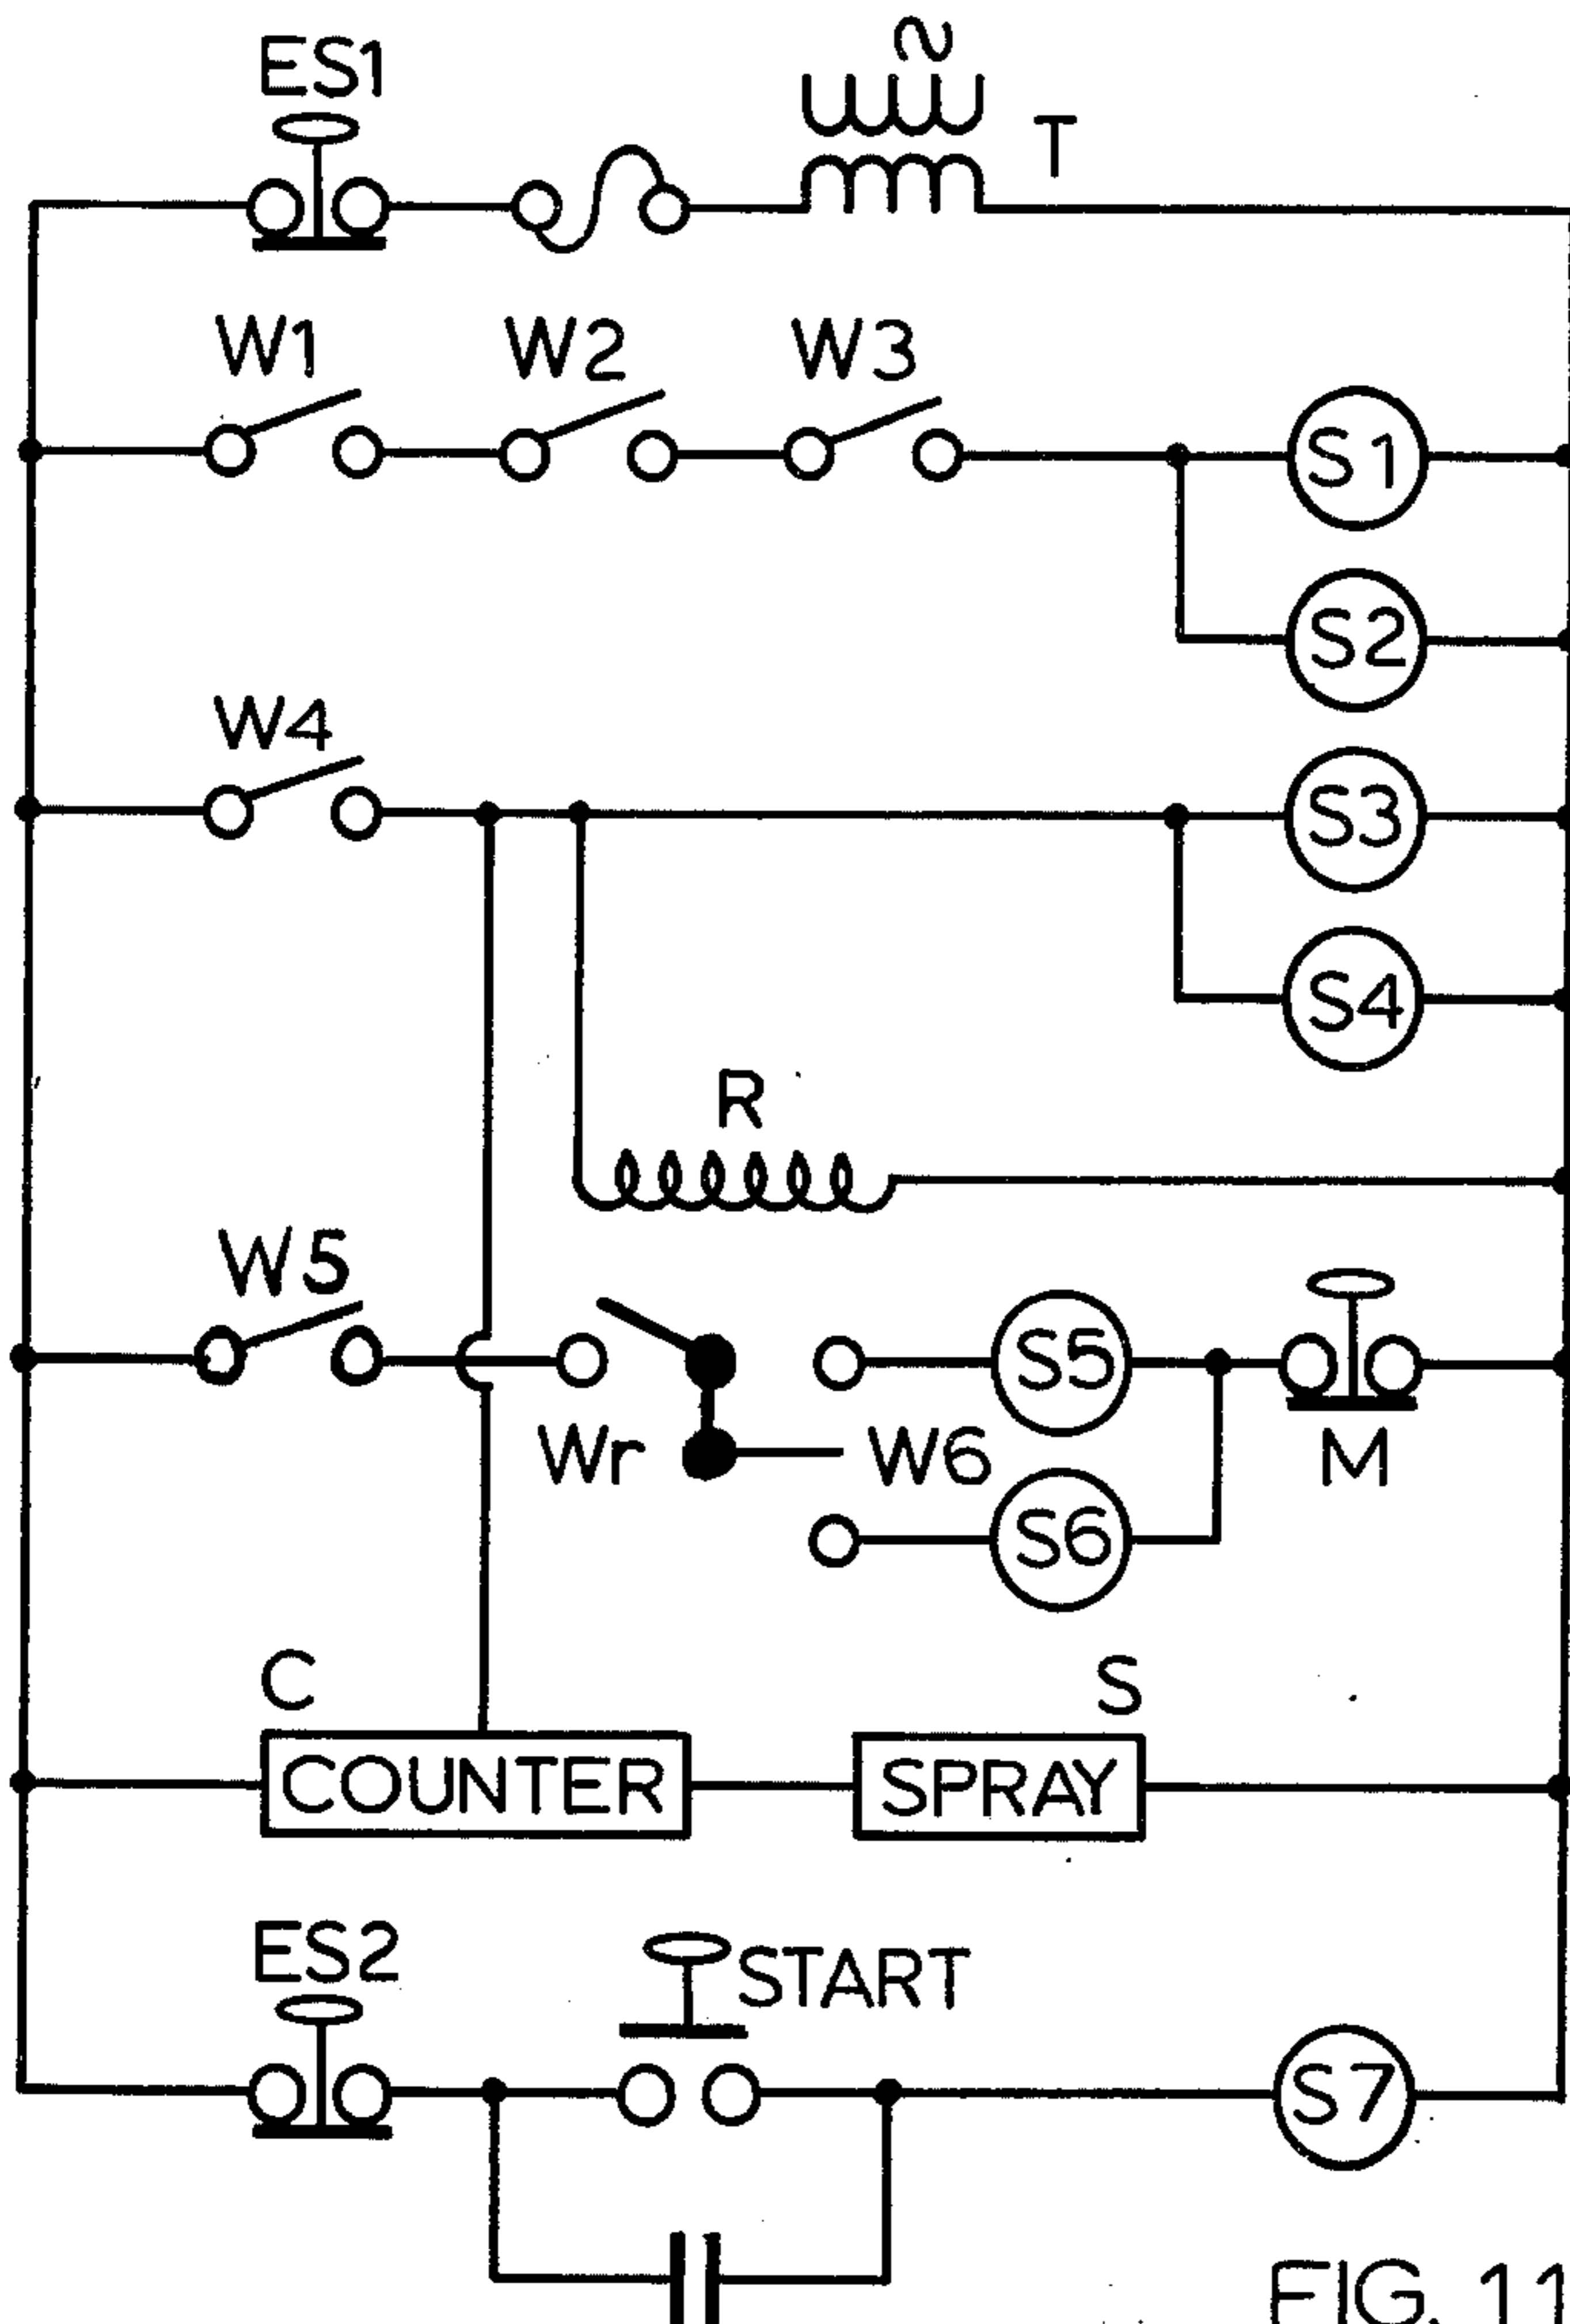 ES1
~
T
W1 W2 W3
S1
S2
W4
S3
S4
R
W5
S5
Wr W6 M
S6
C S
COUNTER SPRAY
ES2 START
S7
FIG. 11